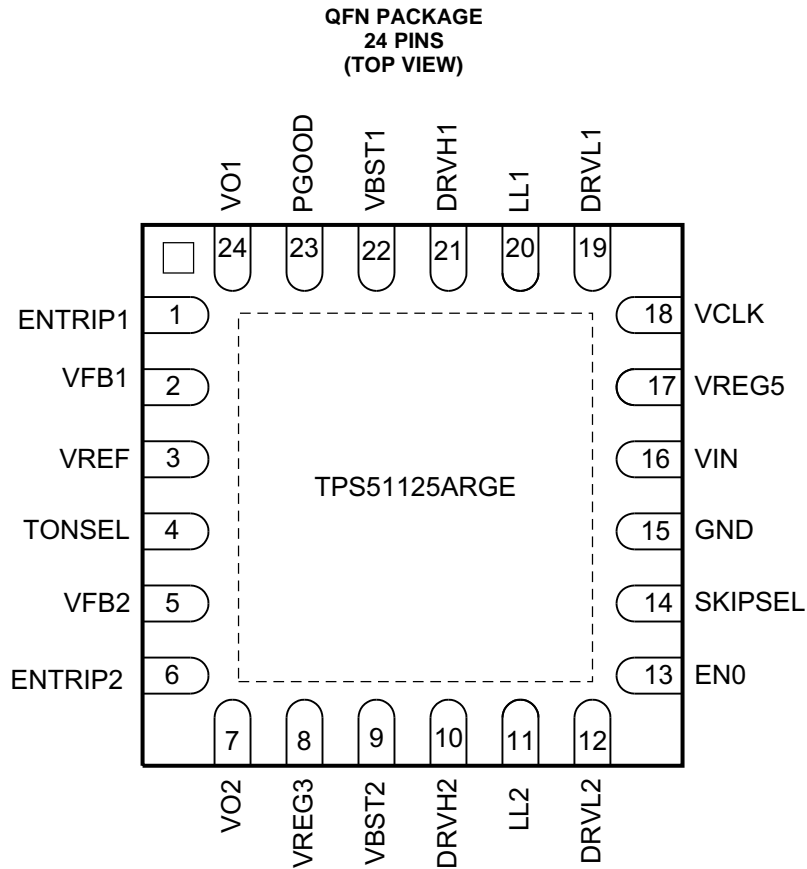 QFN PACKAGE
24 PINS
(TOP VIEW)
VO1
PGOOD
VBST1
DRVH1
LL1
DRVL1
24
23
22
21
20
19
ENTRIP1
1
18
VCLK
VFB1
2
17
VREG5
VREF
3
16
VIN
TPS51125ARGE
TONSEL
4
15
GND
VFB2
5
14
SKIPSEL
ENTRIP2
6
13
EN0
7
8
9
10
11
12
VO2
VREG3
VBST2
DRVH2
LL2
DRVL2